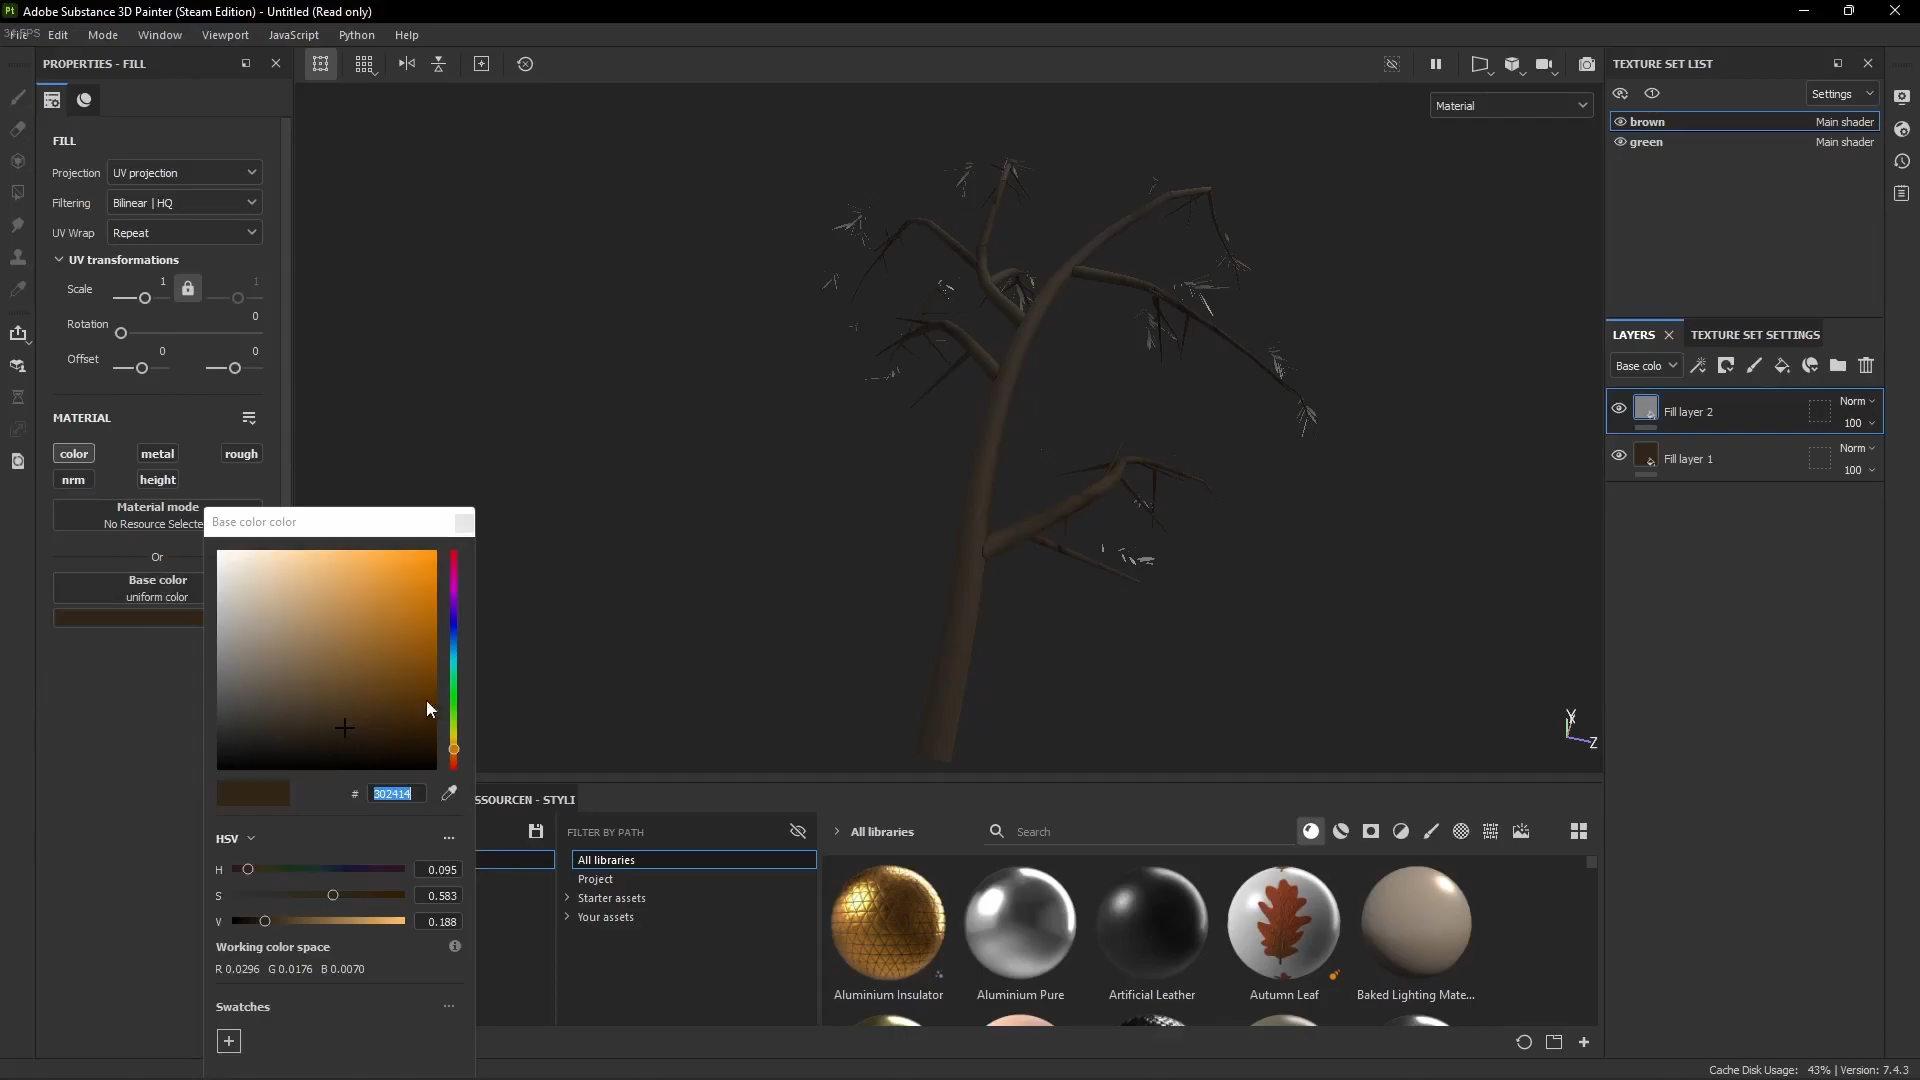 Pt Adobe Substance 3D Painter (Steam Edition) - Untitled (Read only)
Edit Mode Window Viewport JavaScript Python Help
PROPERTIES - FILL
FILL
Projection UV projection
Filtering Bilinear | HQ
UV Wrap Repeat
UV transformations
Scale 1 1
Rotation 0
Offset 0 0
MATERIAL
color metal rough
nrm height
Material mode
No Resource Selecte
Or
Base color
uniform color
Base color color
# 302414
HSV
H 0.095
S 0.583
V 0.188
Working color space
R 0.0296 G 0.0176 B 0.0070
Swatches
+
Material
Y
Z
SSOURCEN - STYLI
FILTER BY PATH
All libraries
Project
Starter assets
Your assets
All libraries
Search
Aluminium Insulator
Aluminium Pure
Artificial Leather
Autumn Leaf
Baked Lighting Mate...
TEXTURE SET LIST
Settings
brown Main shader
green Main shader
LAYERS TEXTURE SET SETTINGS
Base colo
Fill layer 2 Norm
100
Fill layer 1 Norm
100
Cache Disk Usage: 43% | Version: 7.4.3